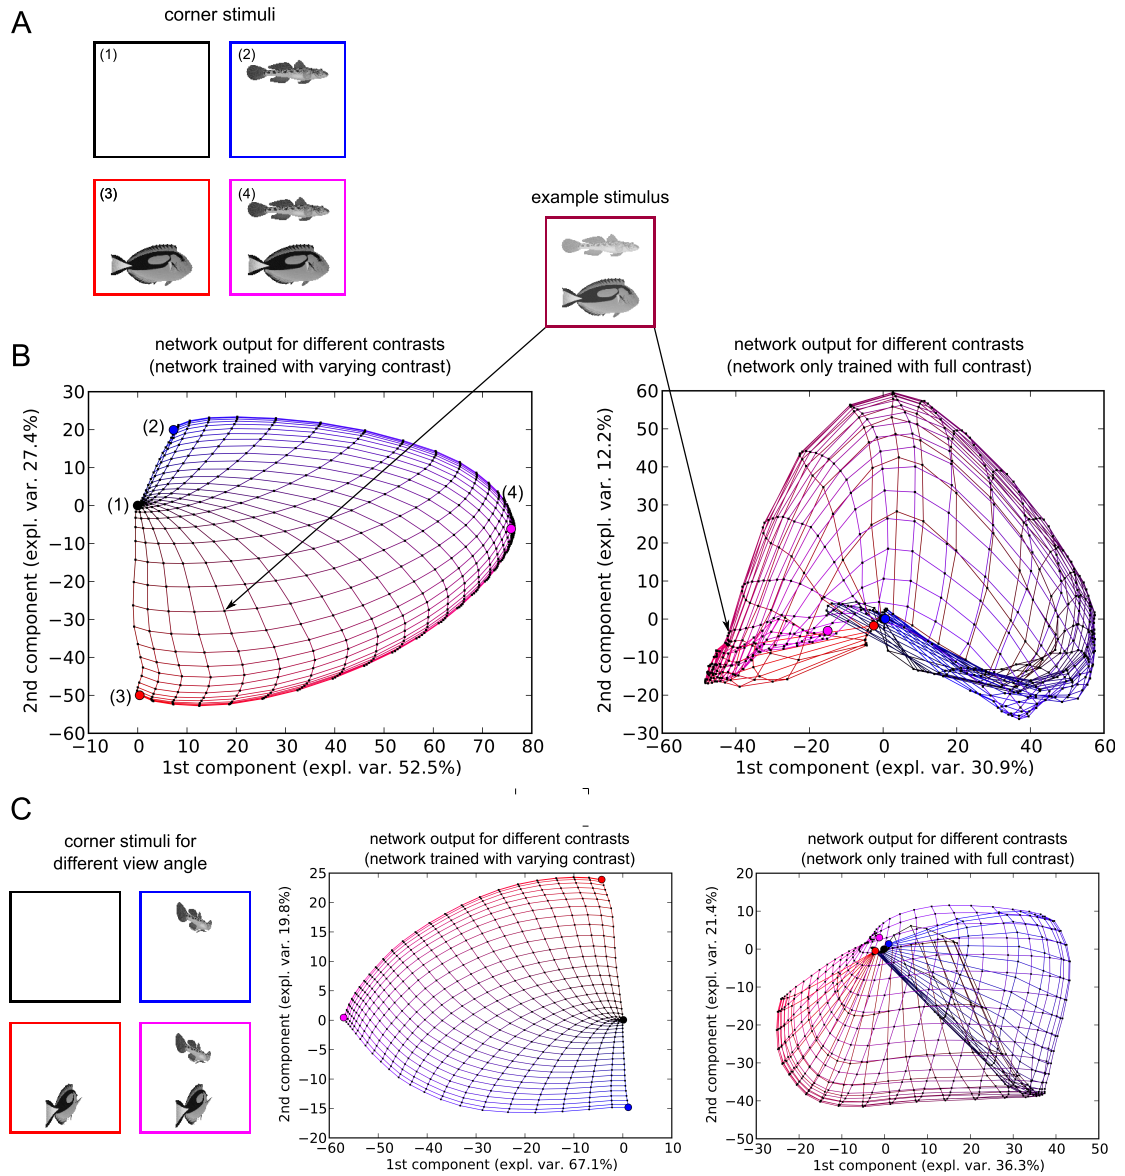 A
corner stimuli
(1)
(2)
(3)
(4)
example stimulus
B
network output for different contrasts
(network trained with varying contrast)
30
20
10
0
−10
−20
−30
−40
−50
−60
2nd component (expl. var. 27.4%)
(2)
(1)
(4)
(3)
−10 0 10 20 30 40 50 60 70 80
1st component (expl. var. 52.5%)
network output for different contrasts
(network only trained with full contrast)
60
50
40
30
20
10
0
−10
−20
−30
2nd component (expl. var. 12.2%)
−60 −40 −20 0 20 40 60
1st component (expl. var. 30.9%)
C
corner stimuli for
different view angle
network output for different contrasts
(network trained with varying contrast)
25
20
15
10
5
0
−5
−10
−15
−20
2nd component (expl. var. 19.8%)
−60 −50 −40 −30 −20 −10 0 10
1st component (expl. var. 67.1%)
network output for different contrasts
(network only trained with full contrast)
20
10
0
−10
−20
−30
−40
−50
2nd component (expl. var. 21.4%)
−30 −20 −10 0 10 20 30 40 50
1st component (expl. var. 36.3%)